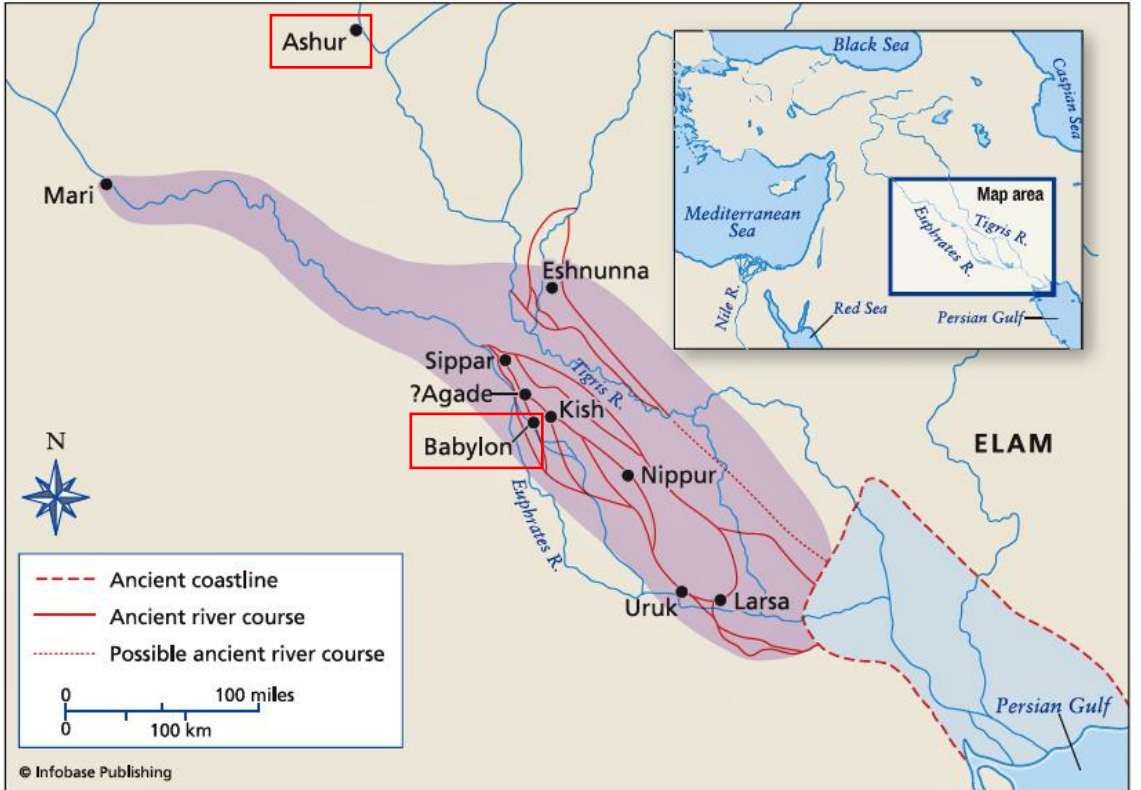 Ashur
Black Sea
Caspian Sea
Map area
Mari
Mediterranean
Sea
Tigris R.
Euphrates R.
Eshnunna
Nile R.
Red Sea
Persian Gulf
Sippar
Tigris R.
?Agade
Kish
N
Babylon
ELAM
Nippur
Euphrates R.
Ancient coastline
Uruk
Larsa
Ancient river course
Possible ancient river course
0 100 miles
0 100 km
Persian Gulf
© Infobase Publishing